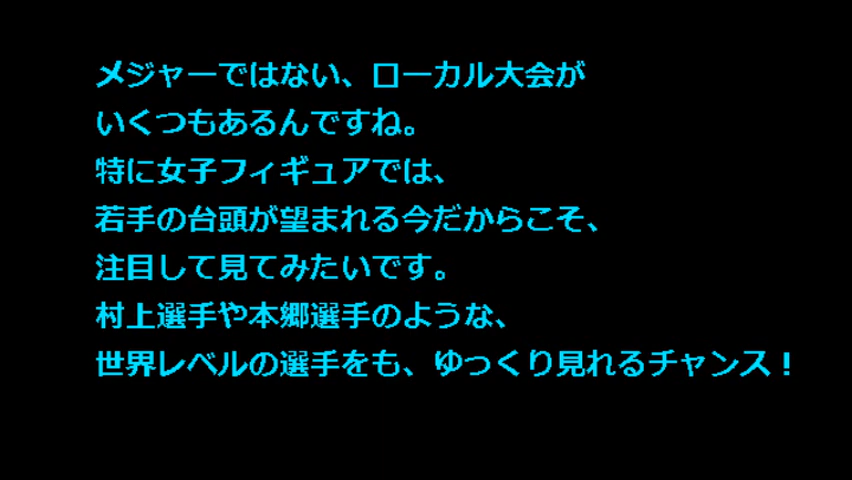 メジャーではない、ローカル大会が
いくつもあるんですね。
特に女子フィギュアでは、
若手の台頭が望まれる今だからこそ、
注目して見てみたいです。
村上選手や本郷選手のような、
世界レベルの選手をも、ゆっくり見れるチャンス！